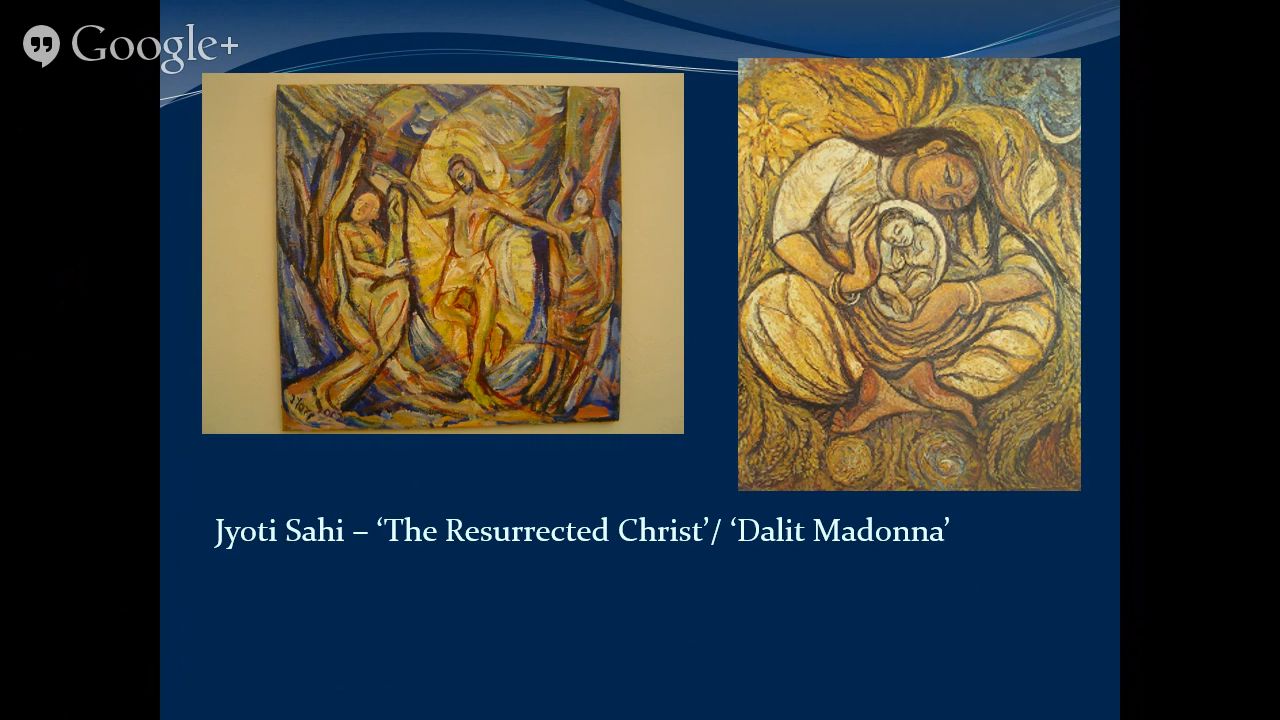 Google+
Jyoti Sahi – ‘The Resurrected Christ’/ ‘Dalit Madonna’